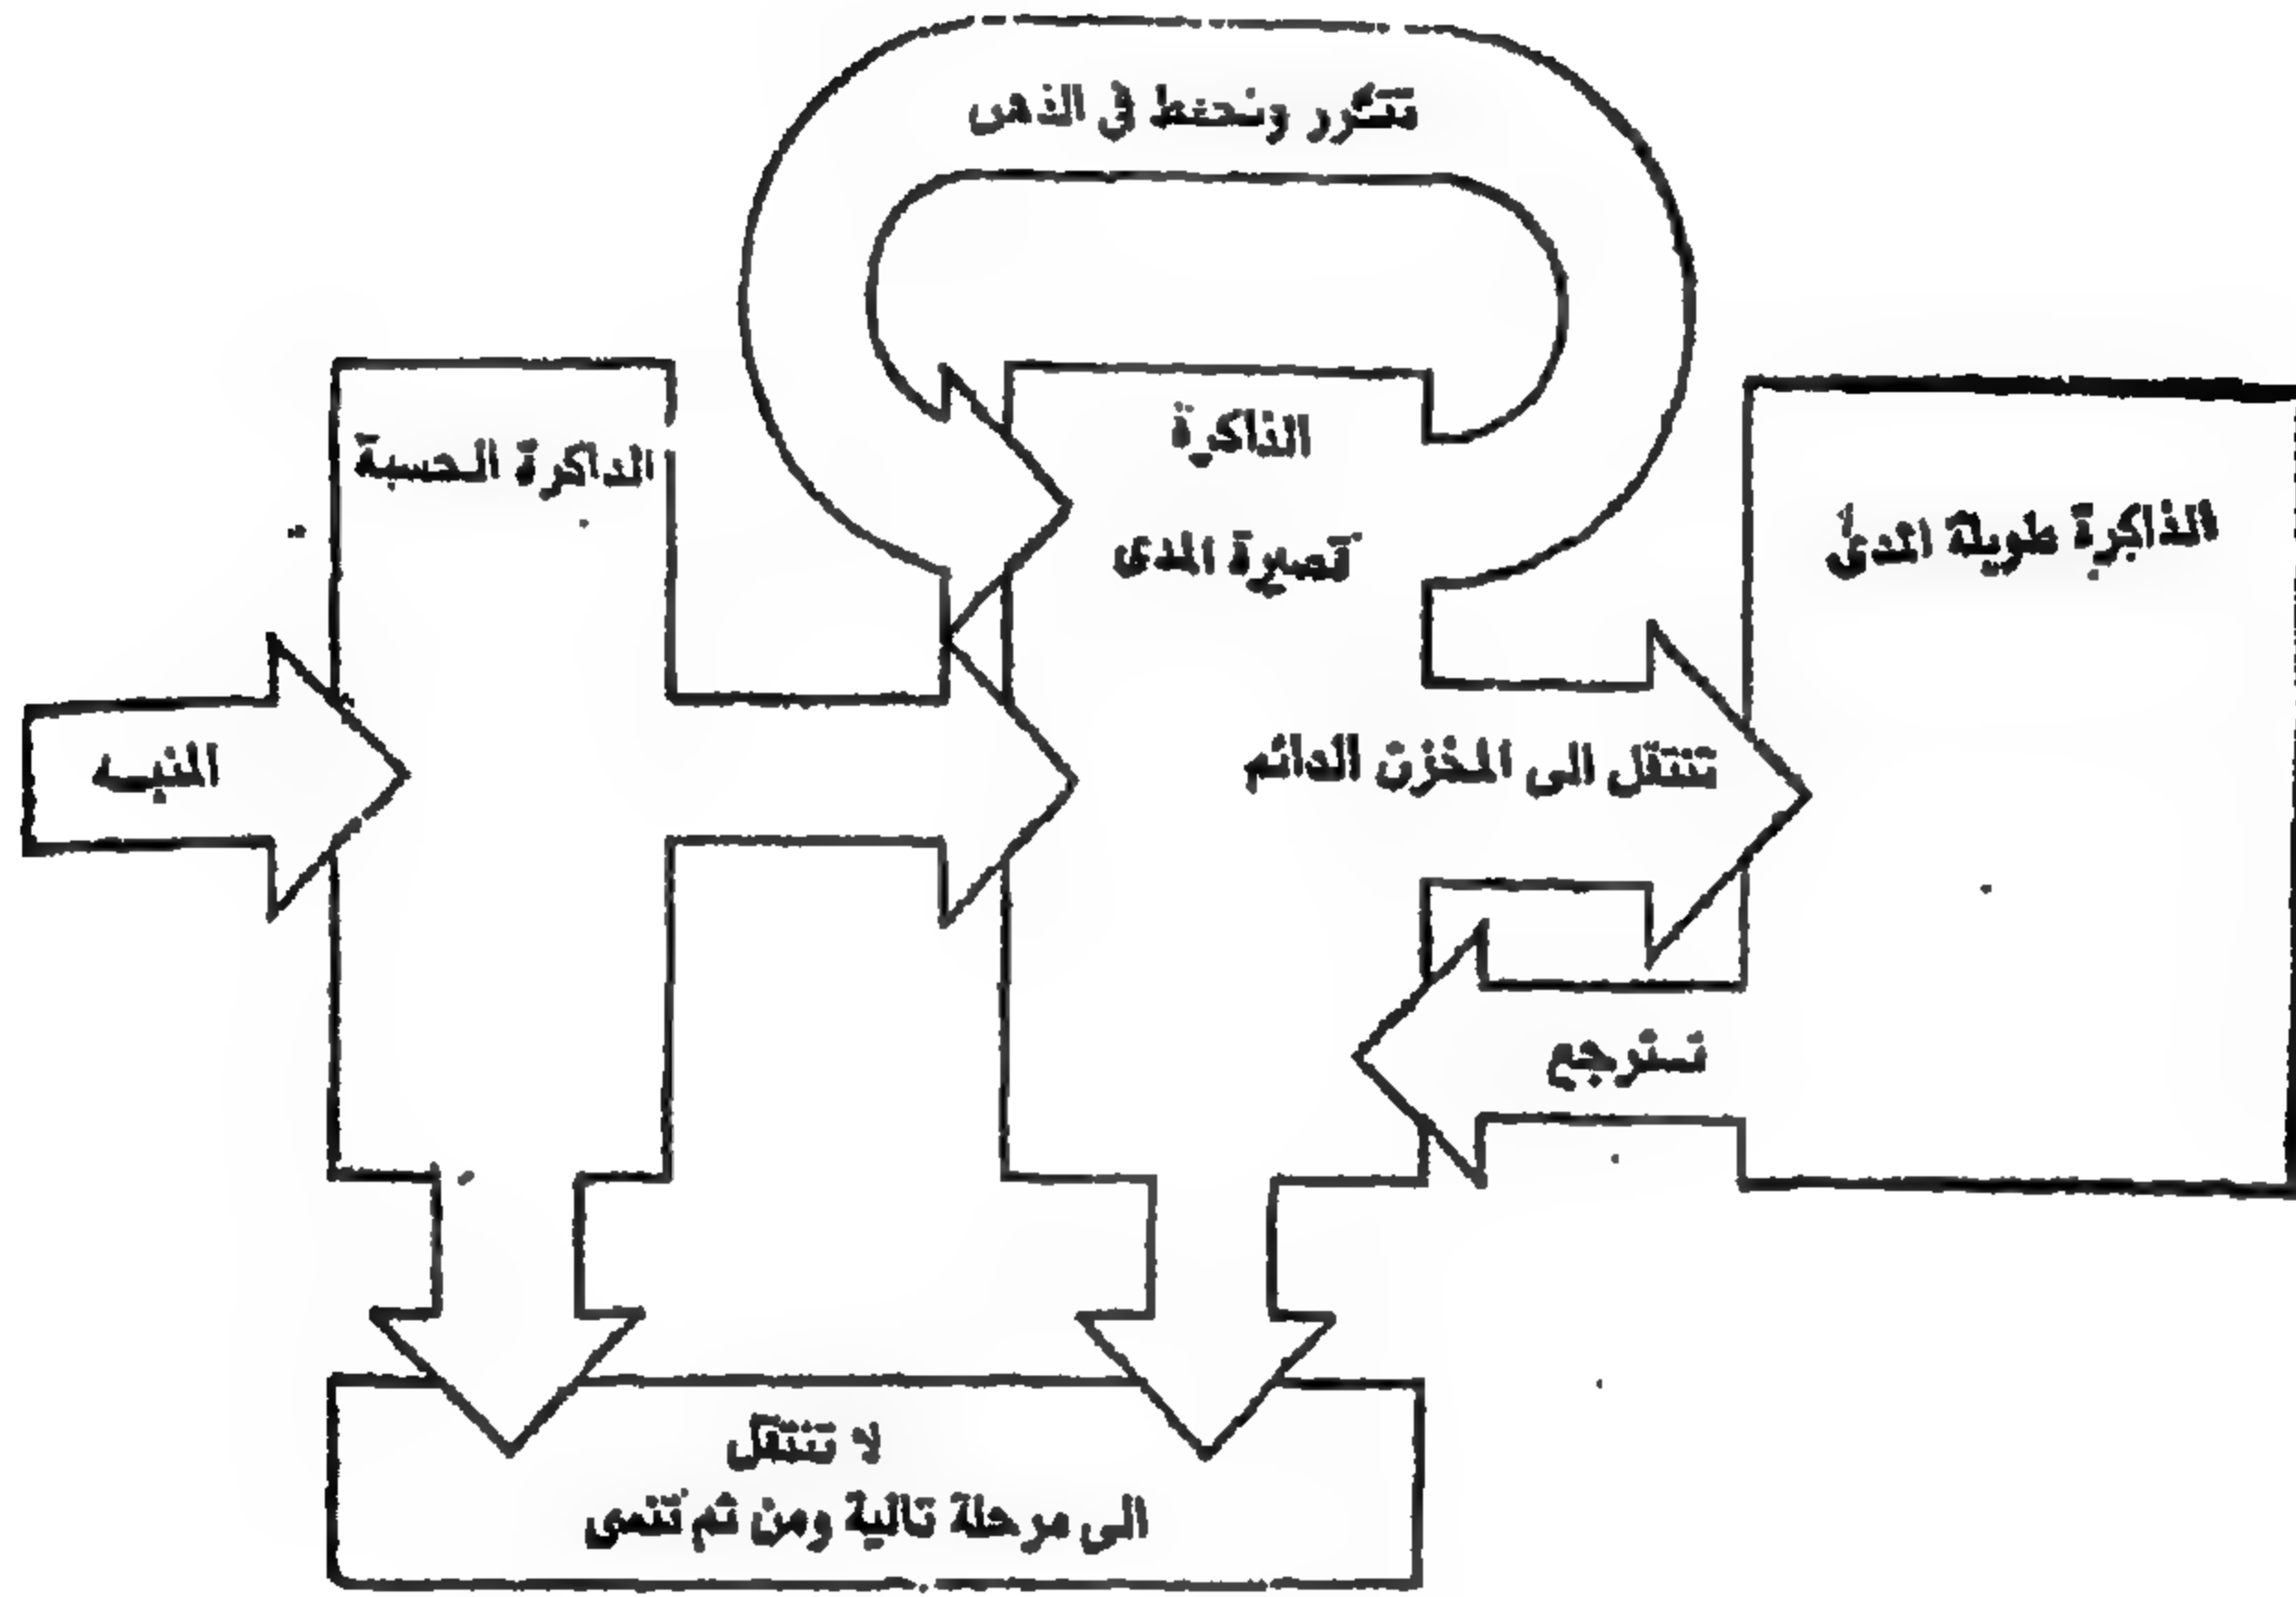 تتكرر وتحفظ في الذهن
الذاكرة الحسية
الذاكرة
قصيرة المدى
الذاكرة طويلة المدى
المنبه
تنتقل الى المخزن الدائم
تسترجع
لا تنتقل
الى مرحلة تالية ومن ثم تنسى